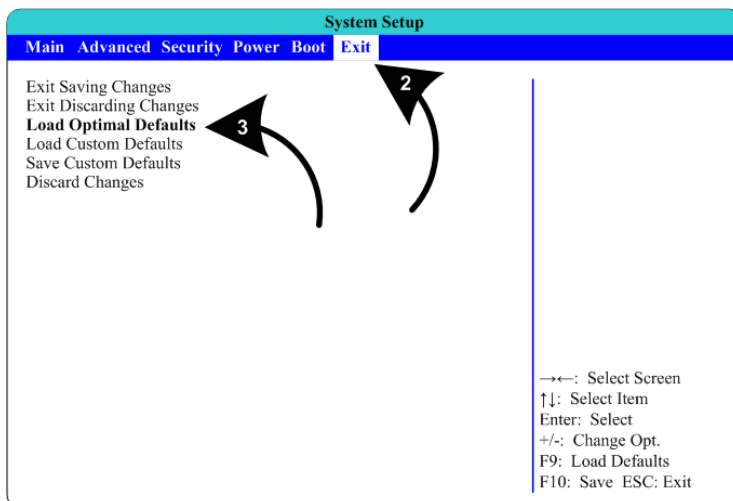 System Setup
Main Advanced Security Power Boot Exit
2
Exit Saving Changes
Exit Discarding Changes
Load Optimal Defaults
3
Load Custom Defaults
Save Custom Defaults
Discard Changes
→←: Select Screen
↑↓: Select Item
Enter: Select
+/-: Change Opt.
F9: Load Defaults
F10: Save ESC: Exit